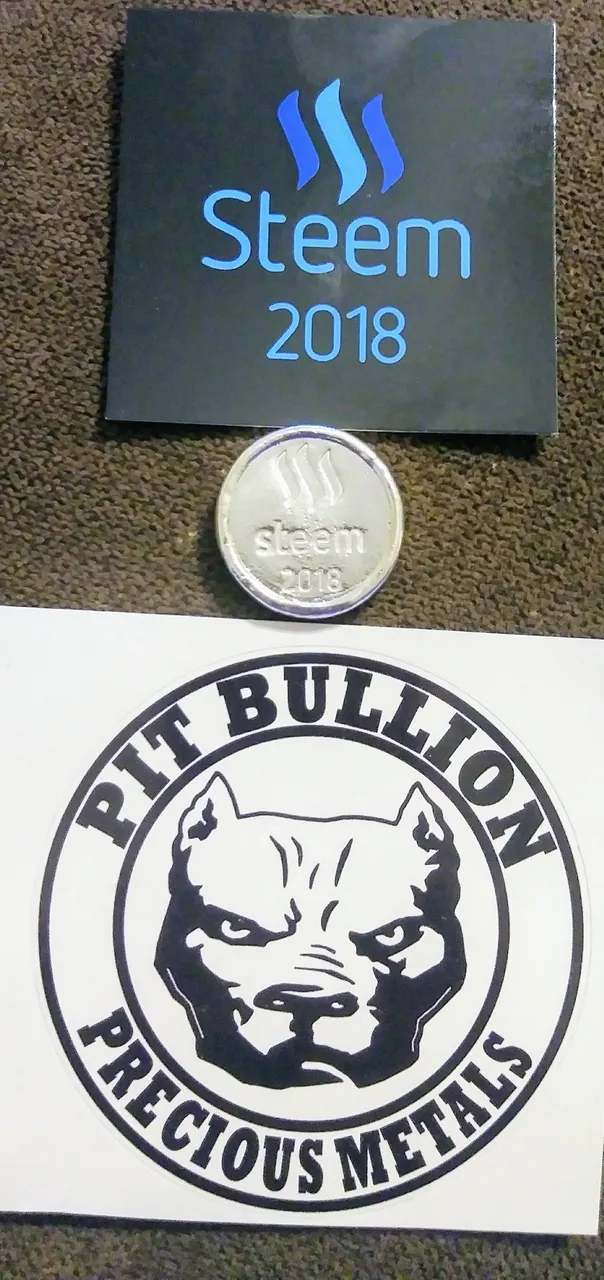 Steem
2018
steem
2018
PIT BULLION
PRECIOUS METALS